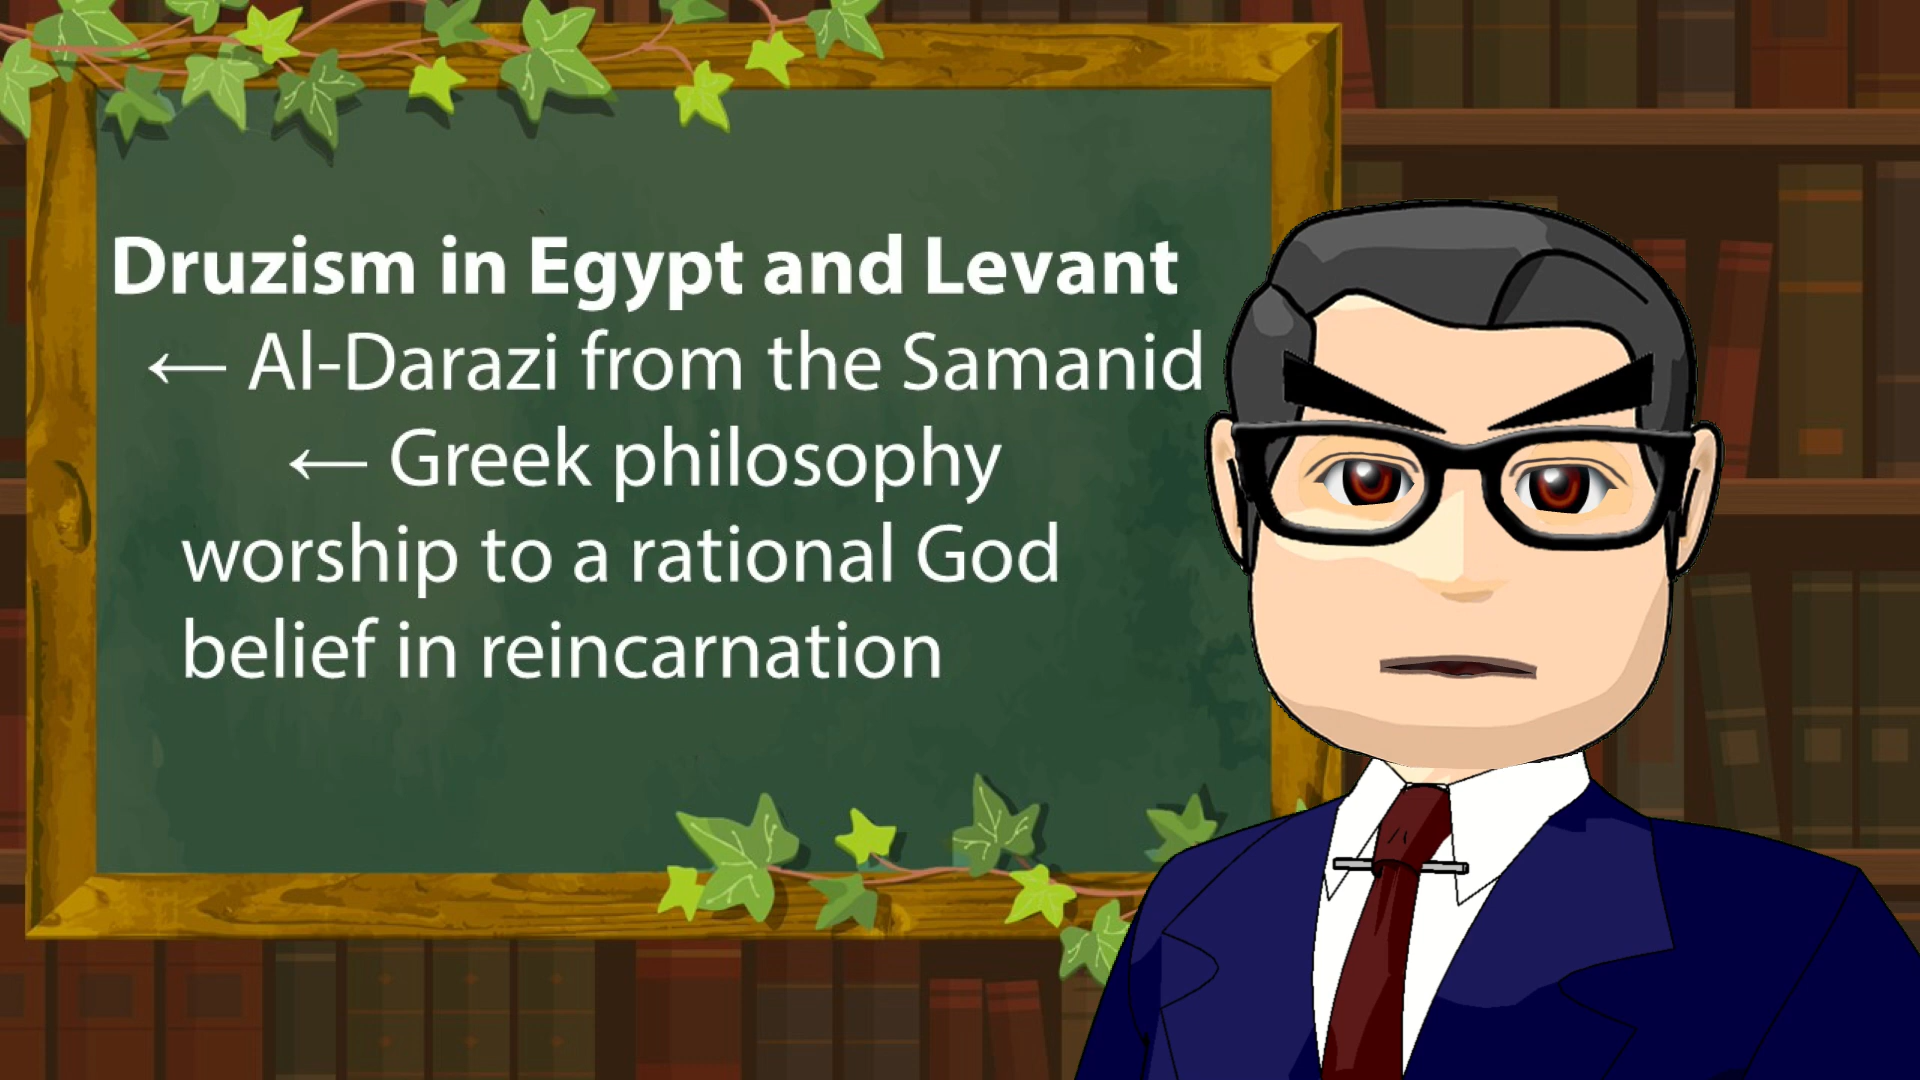 Druzism in Egypt and Levant
← Al-Darazi from the Samanid
← Greek philosophy
worship to a rational God
belief in reincarnation